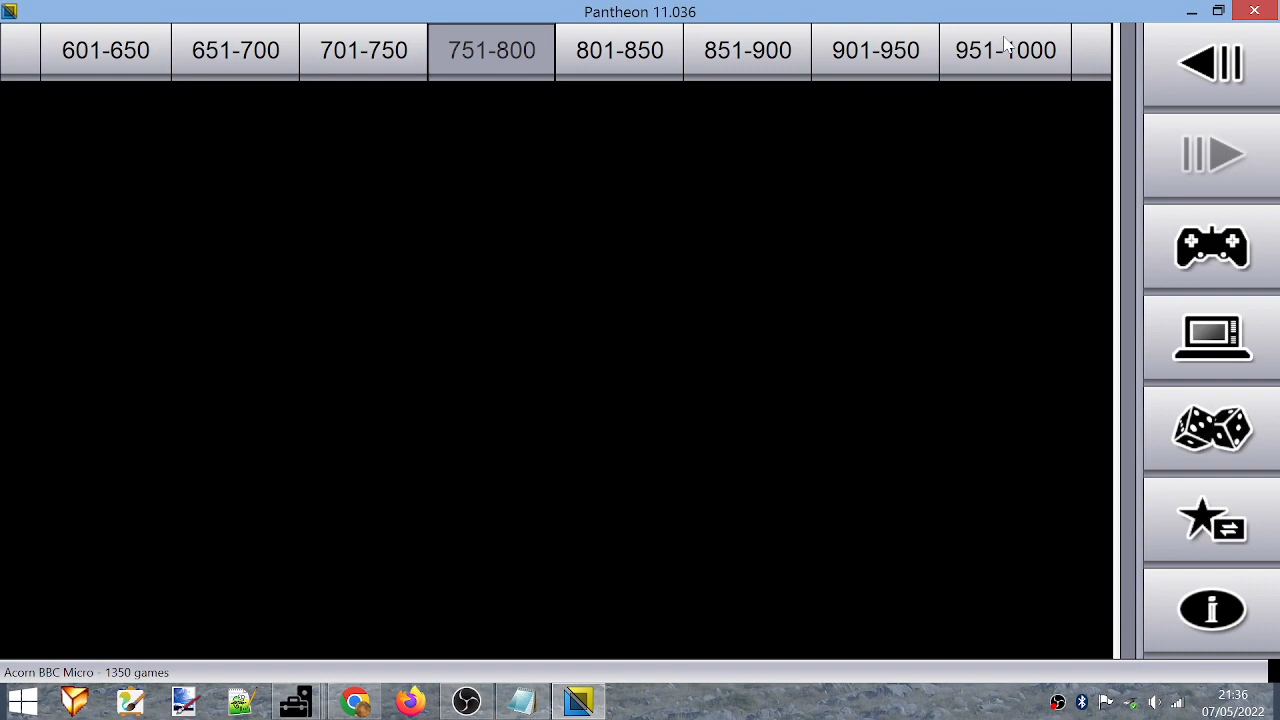 Pantheon 11.036
601-650 651-700 701-750 751-800 801-850 851-900 901-950 951-1000
Acorn BBC Micro - 1350 games
21:36
07/05/2022